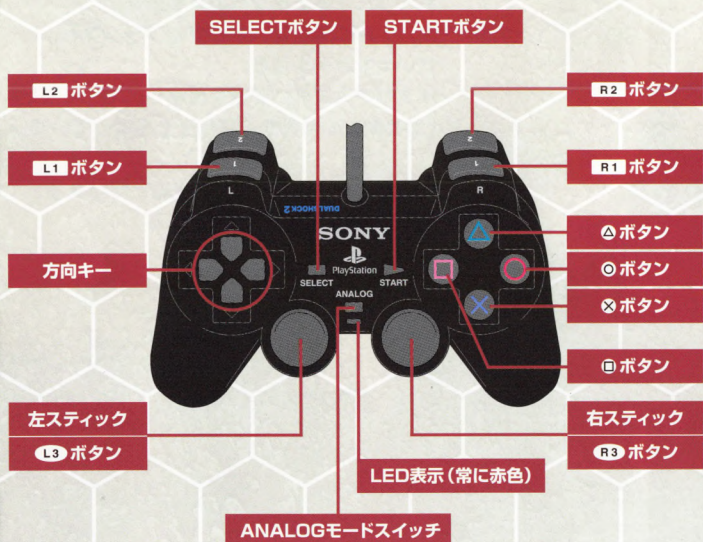 SELECTボタン
STARTボタン
L2 ボタン
R2 ボタン
L1 ボタン
R1 ボタン
2
2
1
1
L
R
DUALSHOCK 2
SONY
PlayStation
SELECT
START
ANALOG
方向キー
△ボタン
○ボタン
×ボタン
□ボタン
左スティック
L3 ボタン
右スティック
R3 ボタン
LED表示(常に赤色)
ANALOGモードスイッチ